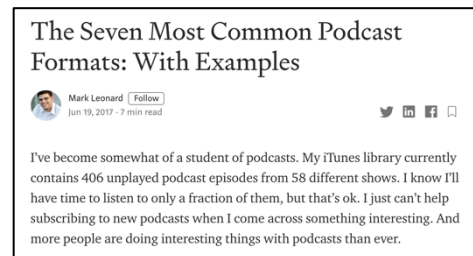 The Seven Most Common Podcast
Formats: With Examples
Mark Leonard Follow
Jun 19, 2017 · 7 min read
I've become somewhat of a student of podcasts. My iTunes library currently
contains 406 unplayed podcast episodes from 58 different shows. I know I'll
have time to listen to only a fraction of them, but that's ok. I just can't help
subscribing to new podcasts when I come across something interesting. And
more people are doing interesting things with podcasts than ever.